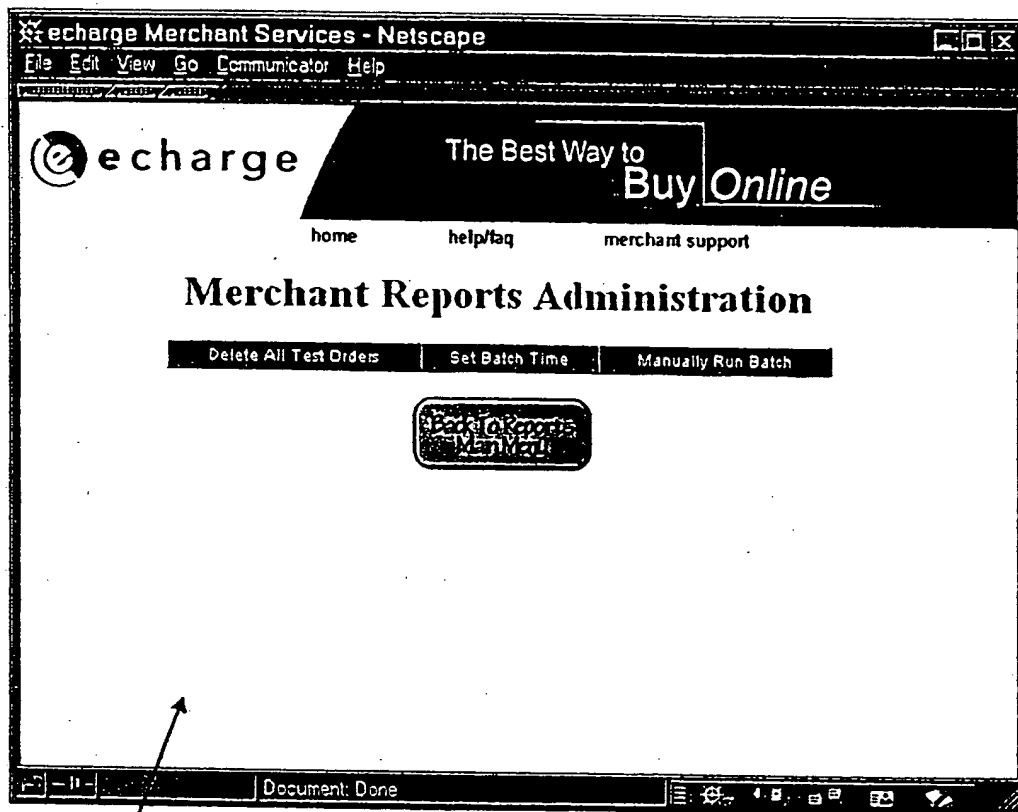 echarge Merchant Services - Netscape
File Edit View Go Communicator Help
echarge
The Best Way to
Buy Online
home help/faq merchant support
Merchant Reports Administration
Delete All Test Orders Set Batch Time Manually Run Batch
Back To Reports
Main Menu
Document: Done